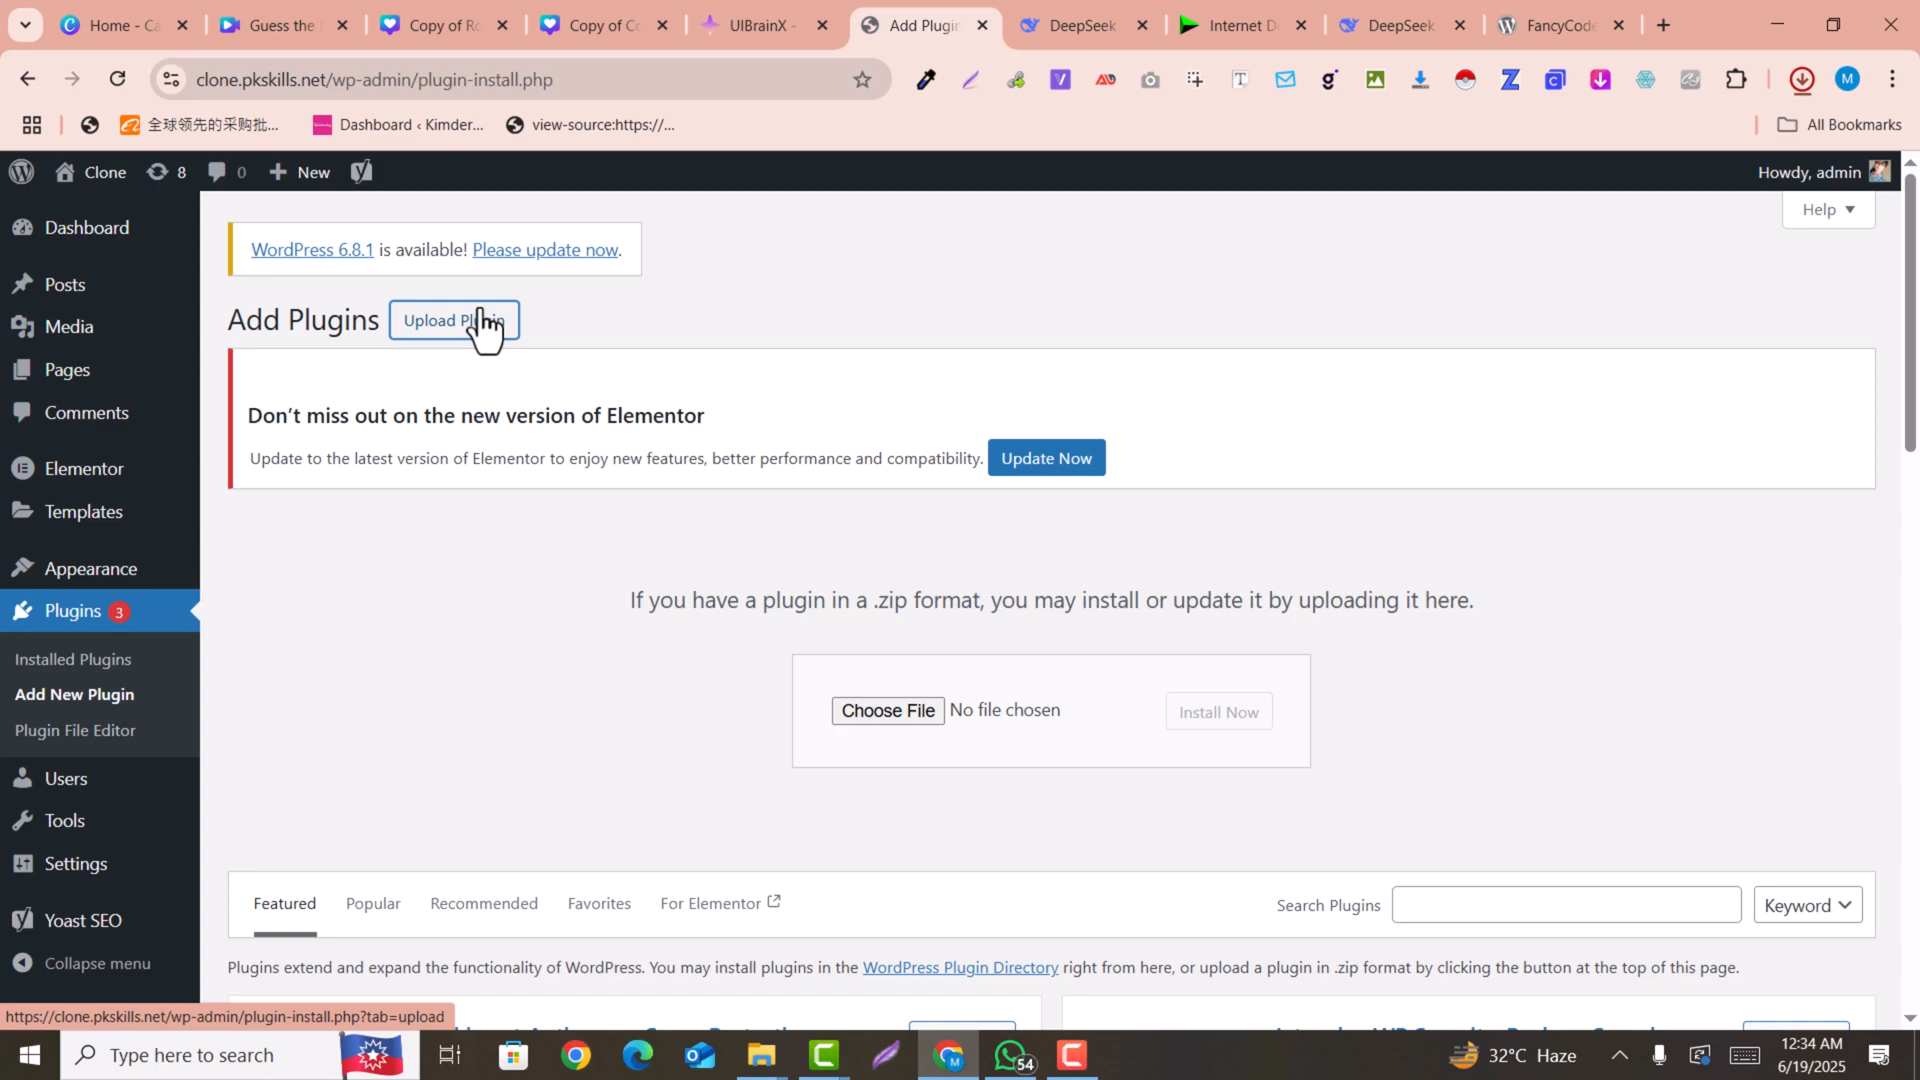 Home - Ca
Guess the
Copy of Ro
Copy of Co
UIBrainX -
Add Plugin
DeepSeek
Internet D
DeepSeek
FancyCode
clone.pkskills.net/wp-admin/plugin-install.php
全球领先的采购批...
Dashboard ‹ Kimder...
view-source:https://...
All Bookmarks
Clone
8
0
New
Howdy, admin
Help
Dashboard
Posts
Media
Pages
Comments
Elementor
Templates
Appearance
Plugins 3
Installed Plugins
Add New Plugin
Plugin File Editor
Users
Tools
Settings
Yoast SEO
Collapse menu
WordPress 6.8.1 is available! Please update now.
Add Plugins
Upload Plugin
Don't miss out on the new version of Elementor
Update to the latest version of Elementor to enjoy new features, better performance and compatibility. Update Now
If you have a plugin in a .zip format, you may install or update it by uploading it here.
Choose File No file chosen
Install Now
Featured Popular Recommended Favorites For Elementor
Search Plugins
Keyword
Plugins extend and expand the functionality of WordPress. You may install plugins in the WordPress Plugin Directory right from here, or upload a plugin in .zip format by clicking the button at the top of this page.
https://clone.pkskills.net/wp-admin/plugin-install.php?tab=upload
Type here to search
54
32°C Haze
12:34 AM
6/19/2025